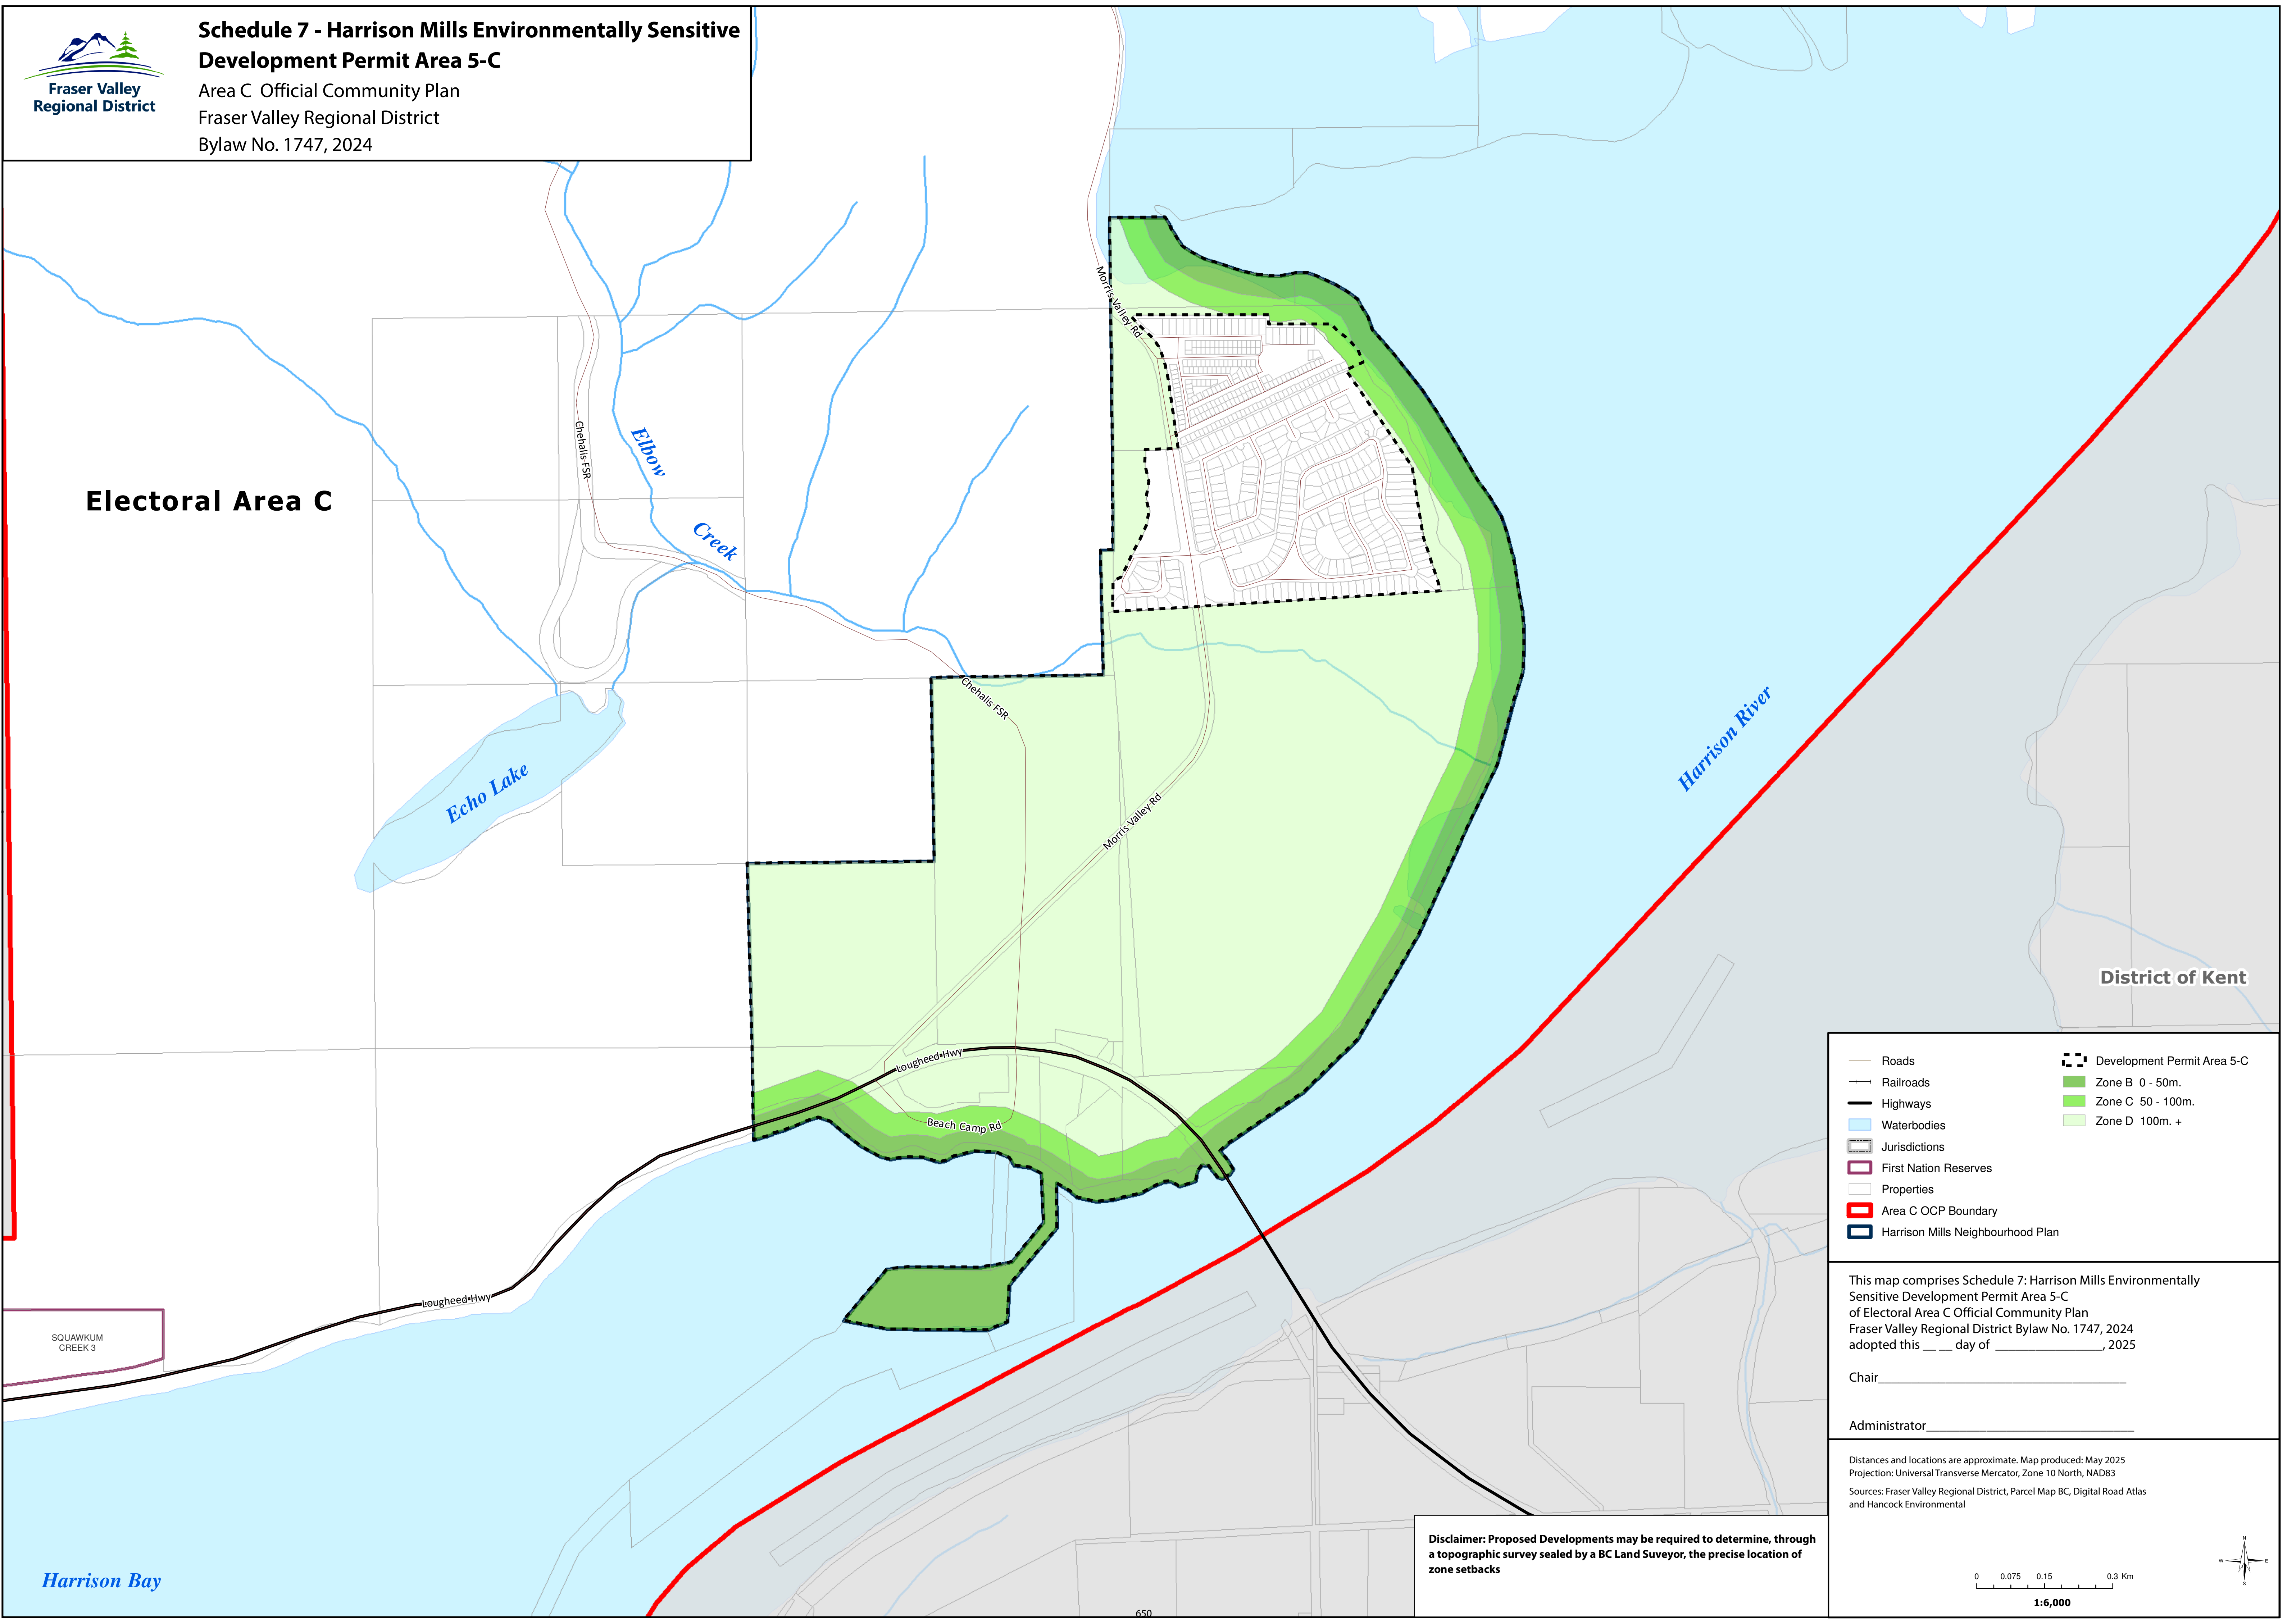 Schedule 7 - Harrison Mills Environmentally Sensitive
Development Permit Area 5-C
Area C Official Community Plan
Fraser Valley Regional District
Bylaw No. 1747, 2024
Fraser Valley
Regional District
Morris Valley Rd
Chehalis FSR
Elbow
Creek
Electoral Area C
Chehalis FSR
Harrison River
Echo Lake
Morris Valley Rd
District of Kent
Lougheed Hwy
Beach Camp Rd
Lougheed Hwy
SQUAWKUM
CREEK 3
Harrison Bay
650
Roads
Railroads
Highways
Waterbodies
Jurisdictions
First Nation Reserves
Properties
Area C OCP Boundary
Harrison Mills Neighbourhood Plan
Development Permit Area 5-C
Zone B 0 - 50m.
Zone C 50 - 100m.
Zone D 100m. +
This map comprises Schedule 7: Harrison Mills Environmentally
Sensitive Development Permit Area 5-C
of Electoral Area C Official Community Plan
Fraser Valley Regional District Bylaw No. 1747, 2024
adopted this __ __ day of ________________, 2025
Chair_____________________________________
Administrator_______________________________
Distances and locations are approximate. Map produced: May 2025
Projection: Universal Transverse Mercator, Zone 10 North, NAD83
Sources: Fraser Valley Regional District, Parcel Map BC, Digital Road Atlas
and Hancock Environmental
Disclaimer: Proposed Developments may be required to determine, through
a topographic survey sealed by a BC Land Suveyor, the precise location of
zone setbacks
N
W E
S
0 0.075 0.15 0.3 Km
1:6,000